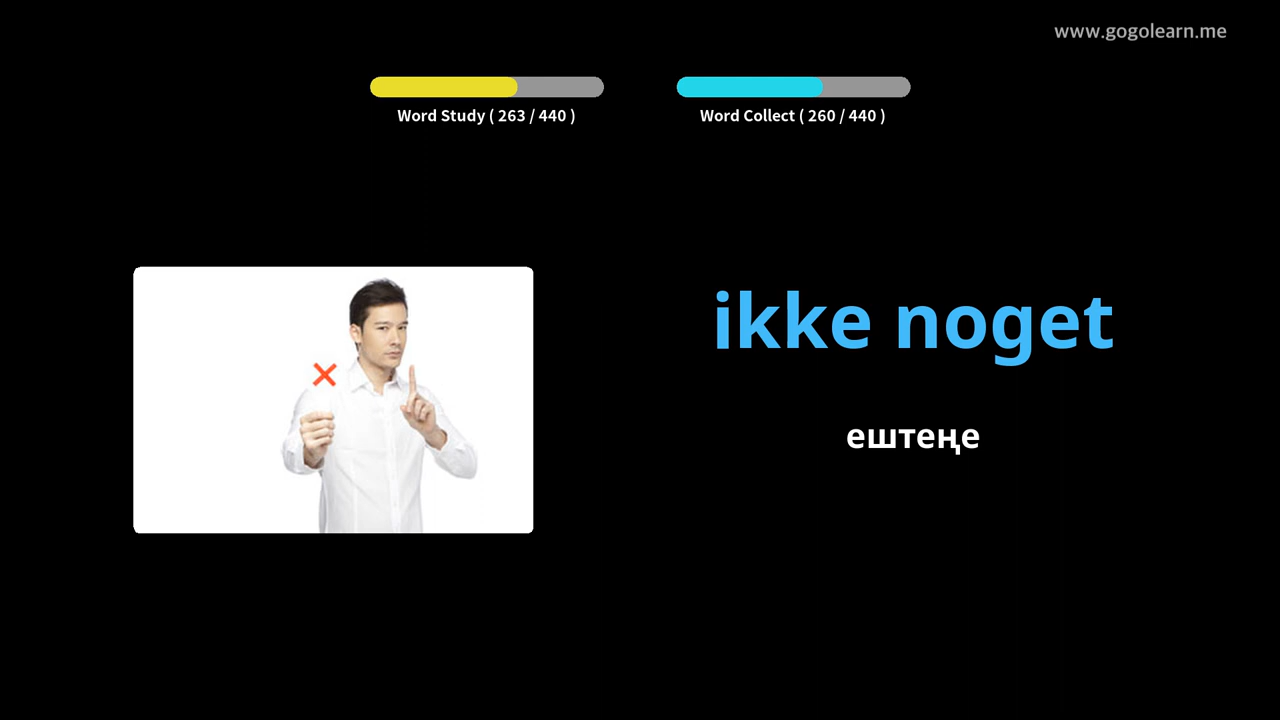 www.gogolearn.me
Word Study ( 263 / 440 )
Word Collect ( 260 / 440 )
ikke noget
ештеңе